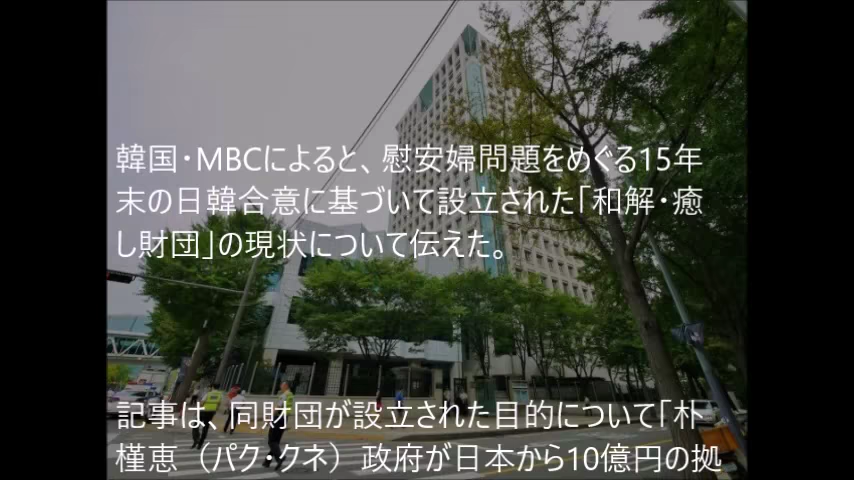 韓国・MBCによると、慰安婦問題をめぐる15年
末の日韓合意に基づいて設立された「和解・癒
し財団」の現状について伝えた。
記事は、同財団が設立された目的について「朴
槿恵（パク・クネ）政府が日本から10億円の拠